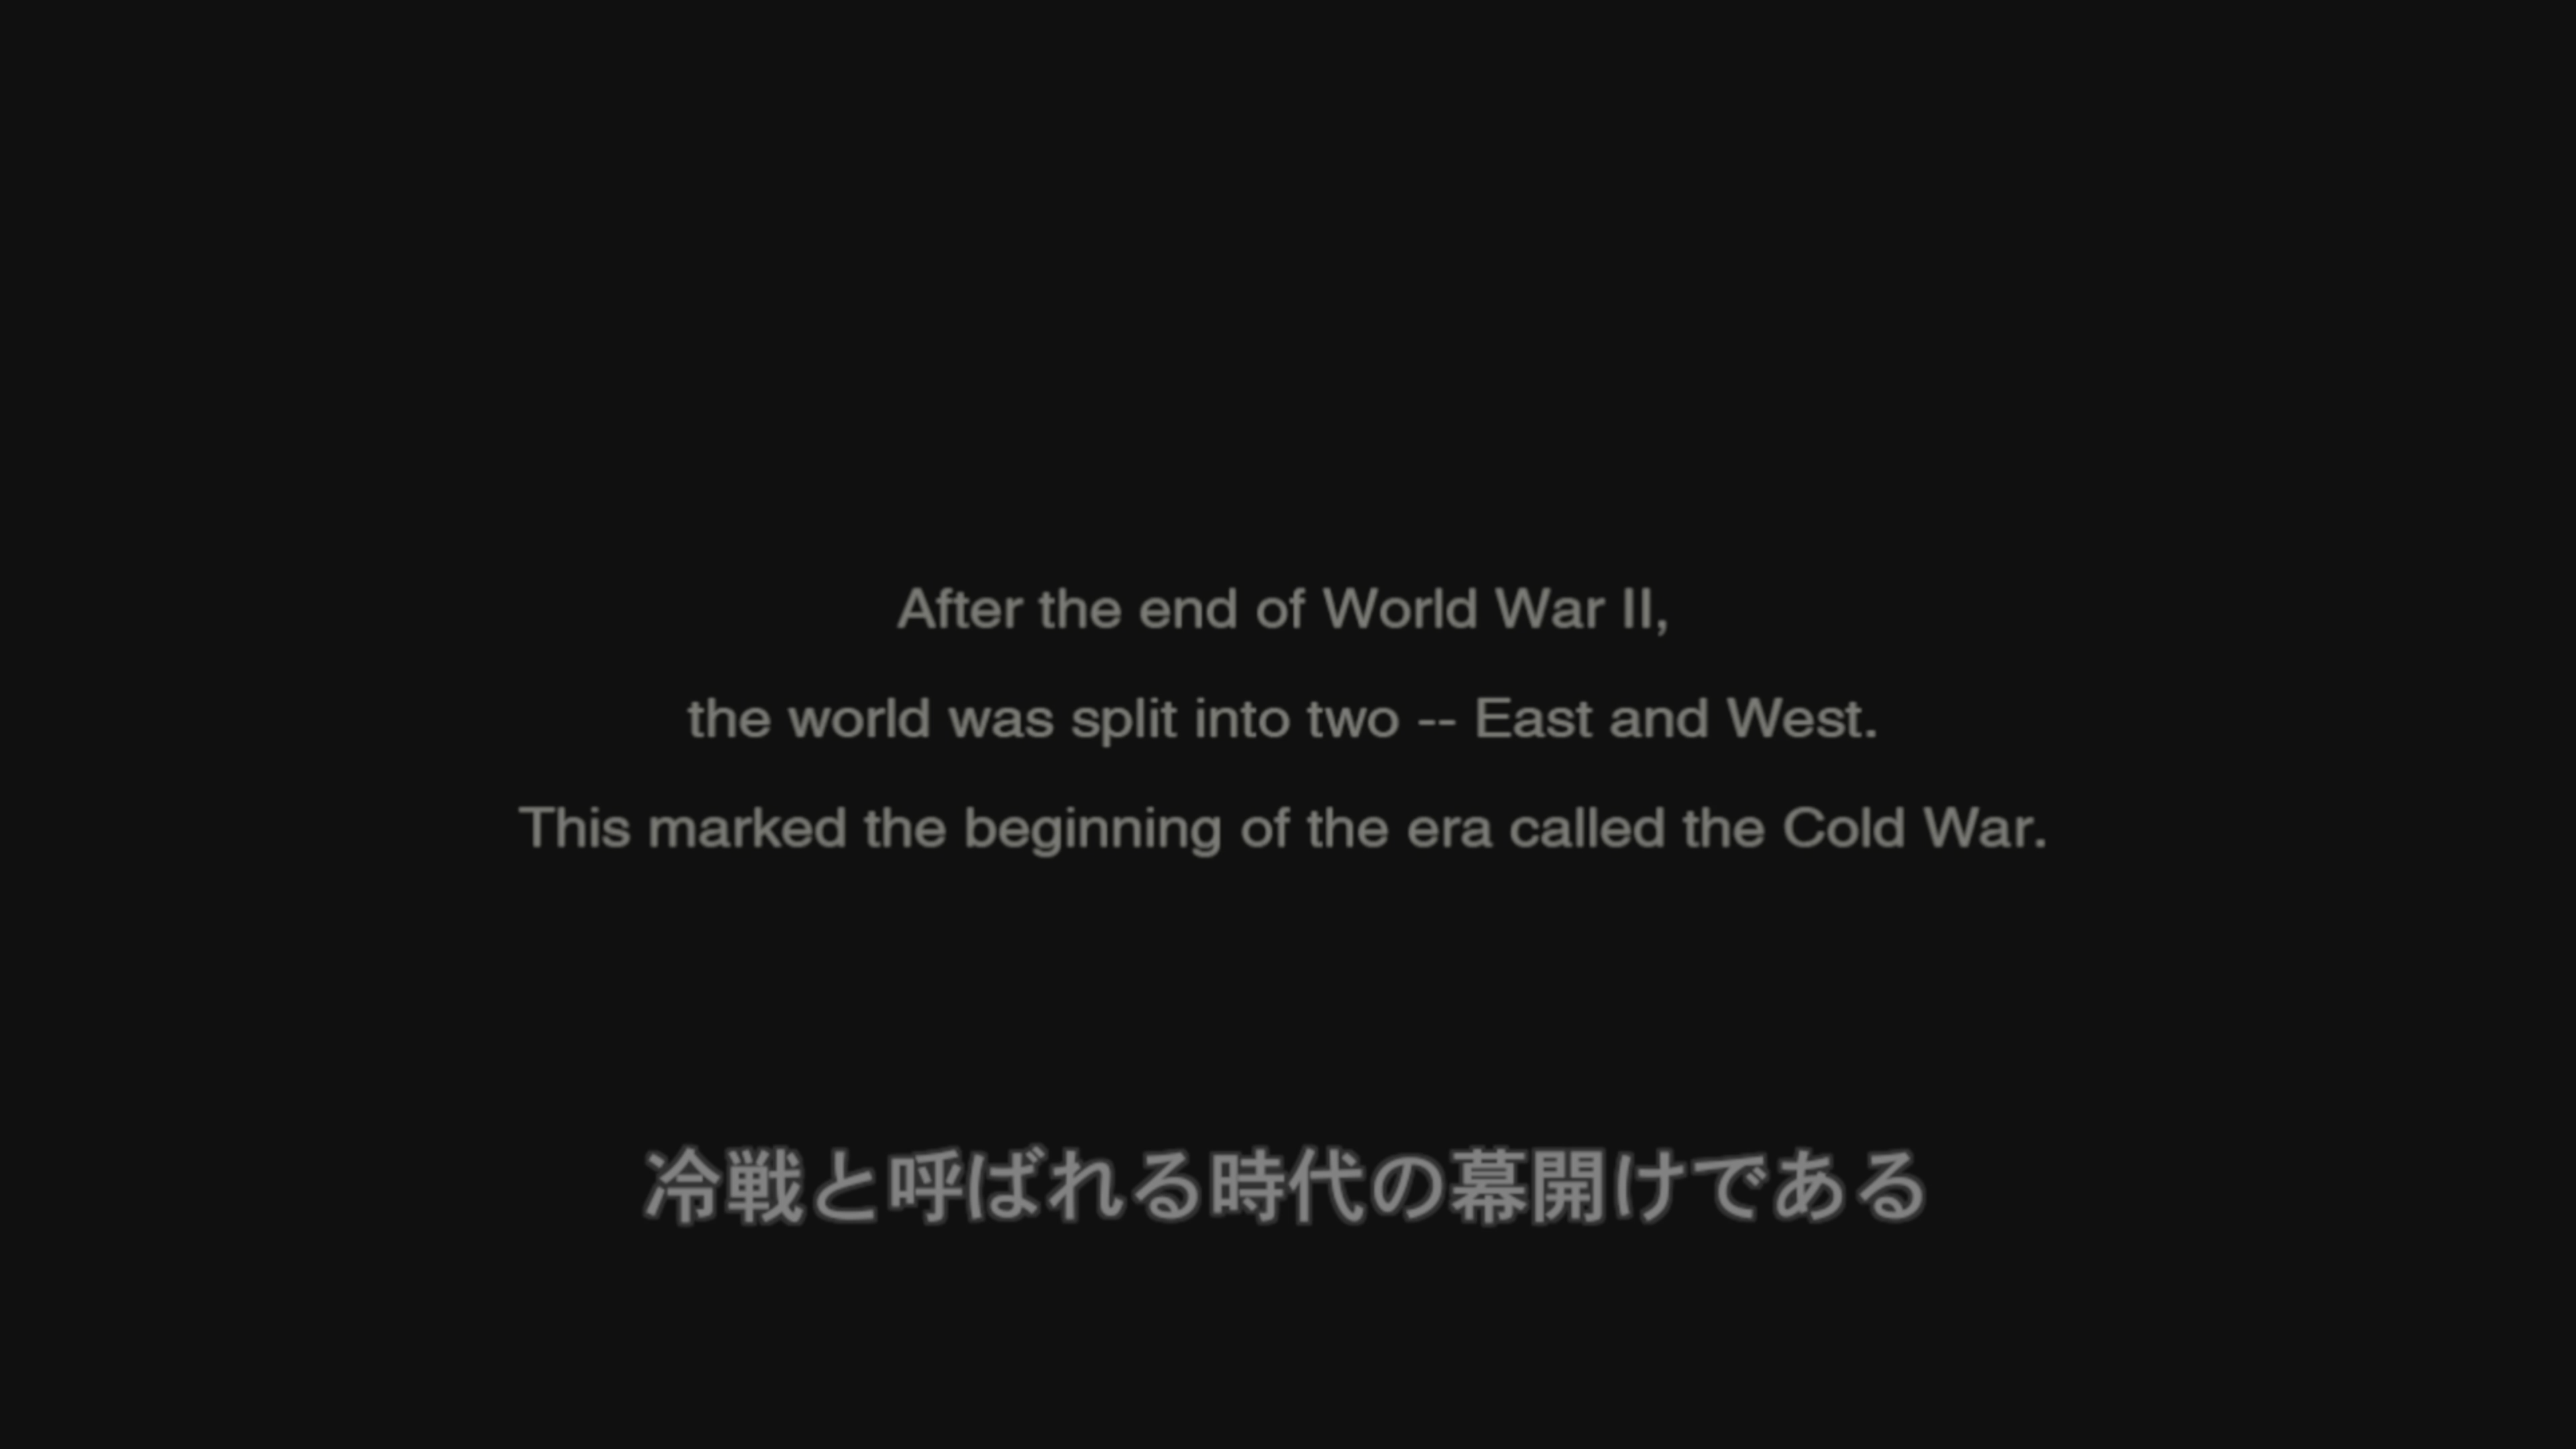 After the end of World War II,
the world was split into two -- East and West.
This marked the beginning of the era called the Cold War.
冷戦と呼ばれる時代の幕開けである